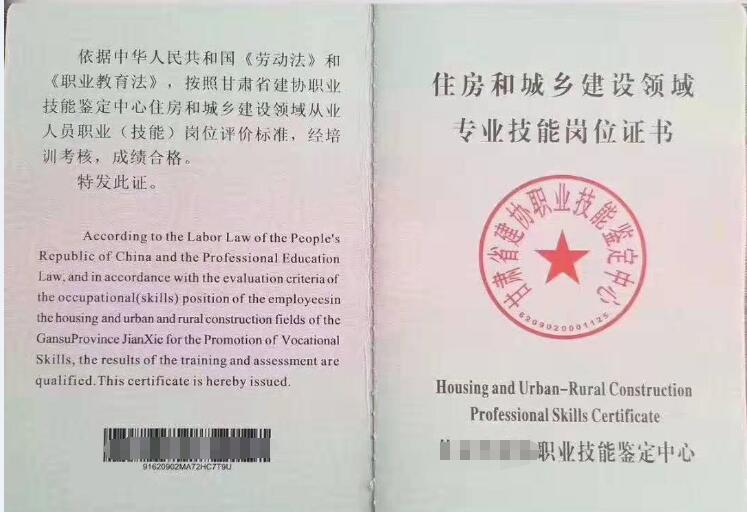 依据中华人民共和国《劳动法》和
《职业教育法》，按照甘肃省建协职业
技能鉴定中心住房和城乡建设领域从业
人员职业（技能）岗位评价标准，经培
训考核，成绩合格。
特发此证。
According to the Labor Law of the People's
Republic of China and the Professional Education
Law, and in accordance with the evaluation criteria of
the occupational(skills) position of the employeesin
the housing and urban and rural construction fields of the
GansuProvince JianXie for the Promotion of Vocational
Skills, the results of the training and assessment are
qualified. This certificate is hereby issued.
91620902MA72HC7T9U
住房和城乡建设领域
专业技能岗位证书
甘肃省建协职业技能鉴定中心
6209020001125
Housing and Urban-Rural Construction
Professional Skills Certificate
职业技能鉴定中心